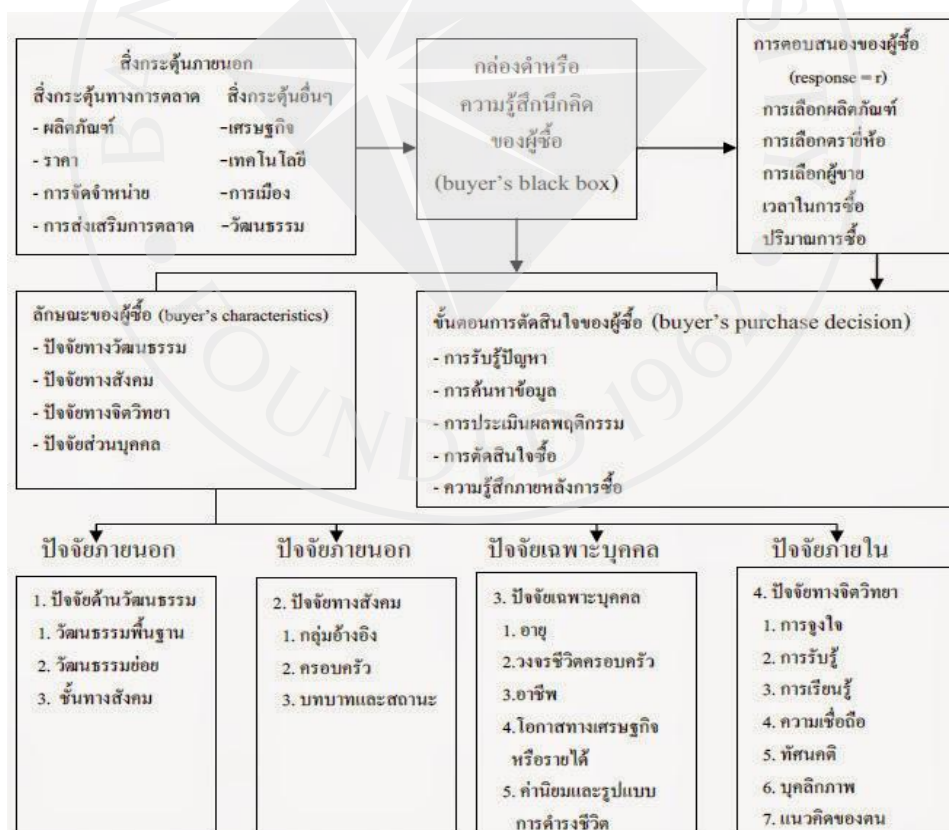 สิ่งกระตุ้นภายนอก
สิ่งกระตุ้นทางการตลาด สิ่งกระตุ้นอื่นๆ
- ผลิตภัณฑ์ -เศรษฐกิจ
- ราคา -เทคโนโลยี
- การจัดจำหน่าย -การเมือง
- การส่งเสริมการตลาด -วัฒนธรรม
กล่องดำหรือ
ความรู้สึกนึกคิด
ของผู้ซื้อ
(buyer's black box)
การตอบสนองของผู้ซื้อ
(response = r)
การเลือกผลิตภัณฑ์
การเลือกตรายี่ห้อ
การเลือกผู้ขาย
เวลาในการซื้อ
ปริมาณการซื้อ
ลักษณะของผู้ซื้อ (buyer's characteristics)
- ปัจจัยทางวัฒนธรรม
- ปัจจัยทางสังคม
- ปัจจัยทางจิตวิทยา
- ปัจจัยส่วนบุคคล
ขั้นตอนการตัดสินใจของผู้ซื้อ (buyer's purchase decision)
- การรับรู้ปัญหา
- การค้นหาข้อมูล
- การประเมินผลพฤติกรรม
- การตัดสินใจซื้อ
- ความรู้สึกภายหลังการซื้อ
ปัจจัยภายนอก
1. ปัจจัยด้านวัฒนธรรม
1. วัฒนธรรมพื้นฐาน
2. วัฒนธรรมย่อย
3. ชั้นทางสังคม
ปัจจัยภายนอก
2. ปัจจัยทางสังคม
1. กลุ่มอ้างอิง
2. ครอบครัว
3. บทบาทและสถานะ
ปัจจัยเฉพาะบุคคล
3. ปัจจัยเฉพาะบุคคล
1. อายุ
2.วงจรชีวิตครอบครัว
3.อาชีพ
4.โอกาสทางเศรษฐกิจ
หรือรายได้
5. ค่านิยมและรูปแบบ
การดำรงชีวิต
ปัจจัยภายใน
4. ปัจจัยทางจิตวิทยา
1. การจูงใจ
2. การรับรู้
3. การเรียนรู้
4. ความเชื่อถือ
5. ทัศนคติ
6. บุคลิกภาพ
7. แนวคิดของตน
FOUNDED 1962